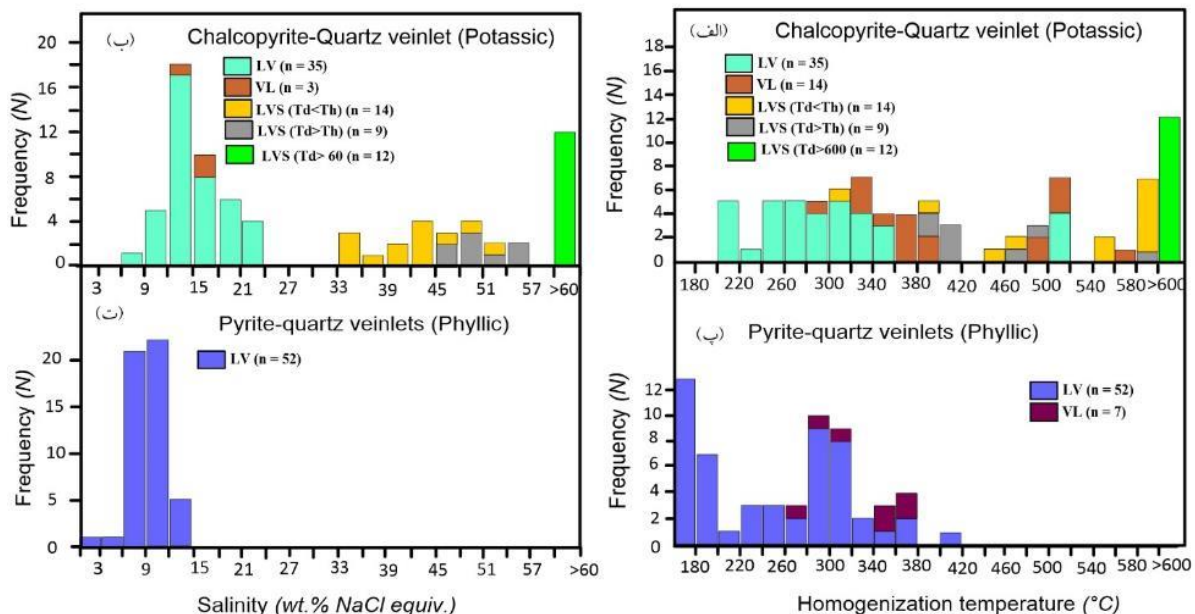 (ب)
Chalcopyrite-Quartz veinlet (Potassic)
LV (n = 35)
VL (n = 3)
LVS (Td<Th) (n = 14)
LVS (Td>Th) (n = 9)
LVS (Td> 60 (n = 12)
Frequency (N)
20
16
12
8
4
0
3 9 15 21 27 33 39 45 51 57 >60
(الف)
Chalcopyrite-Quartz veinlet (Potassic)
LV (n = 35)
VL (n = 14)
LVS (Td<Th) (n = 14)
LVS (Td>Th) (n = 9)
LVS (Td>600 (n = 12)
Frequency (N)
18
16
14
12
10
8
6
4
2
0
180 220 260 300 340 380 420 460 500 540 580 >600
(ت)
Pyrite-quartz veinlets (Phyllic)
LV (n = 52)
Frequency (N)
20
15
10
5
0
3 9 15 21 27 33 39 45 51 57 >60
Salinity (wt.% NaCl equiv.)
(پ)
Pyrite-quartz veinlets (Phyllic)
LV (n = 52)
VL (n = 7)
Frequency (N)
12
10
8
6
4
2
0
180 220 260 300 340 380 420 460 500 540 580 >600
Homogenization temperature (°C)